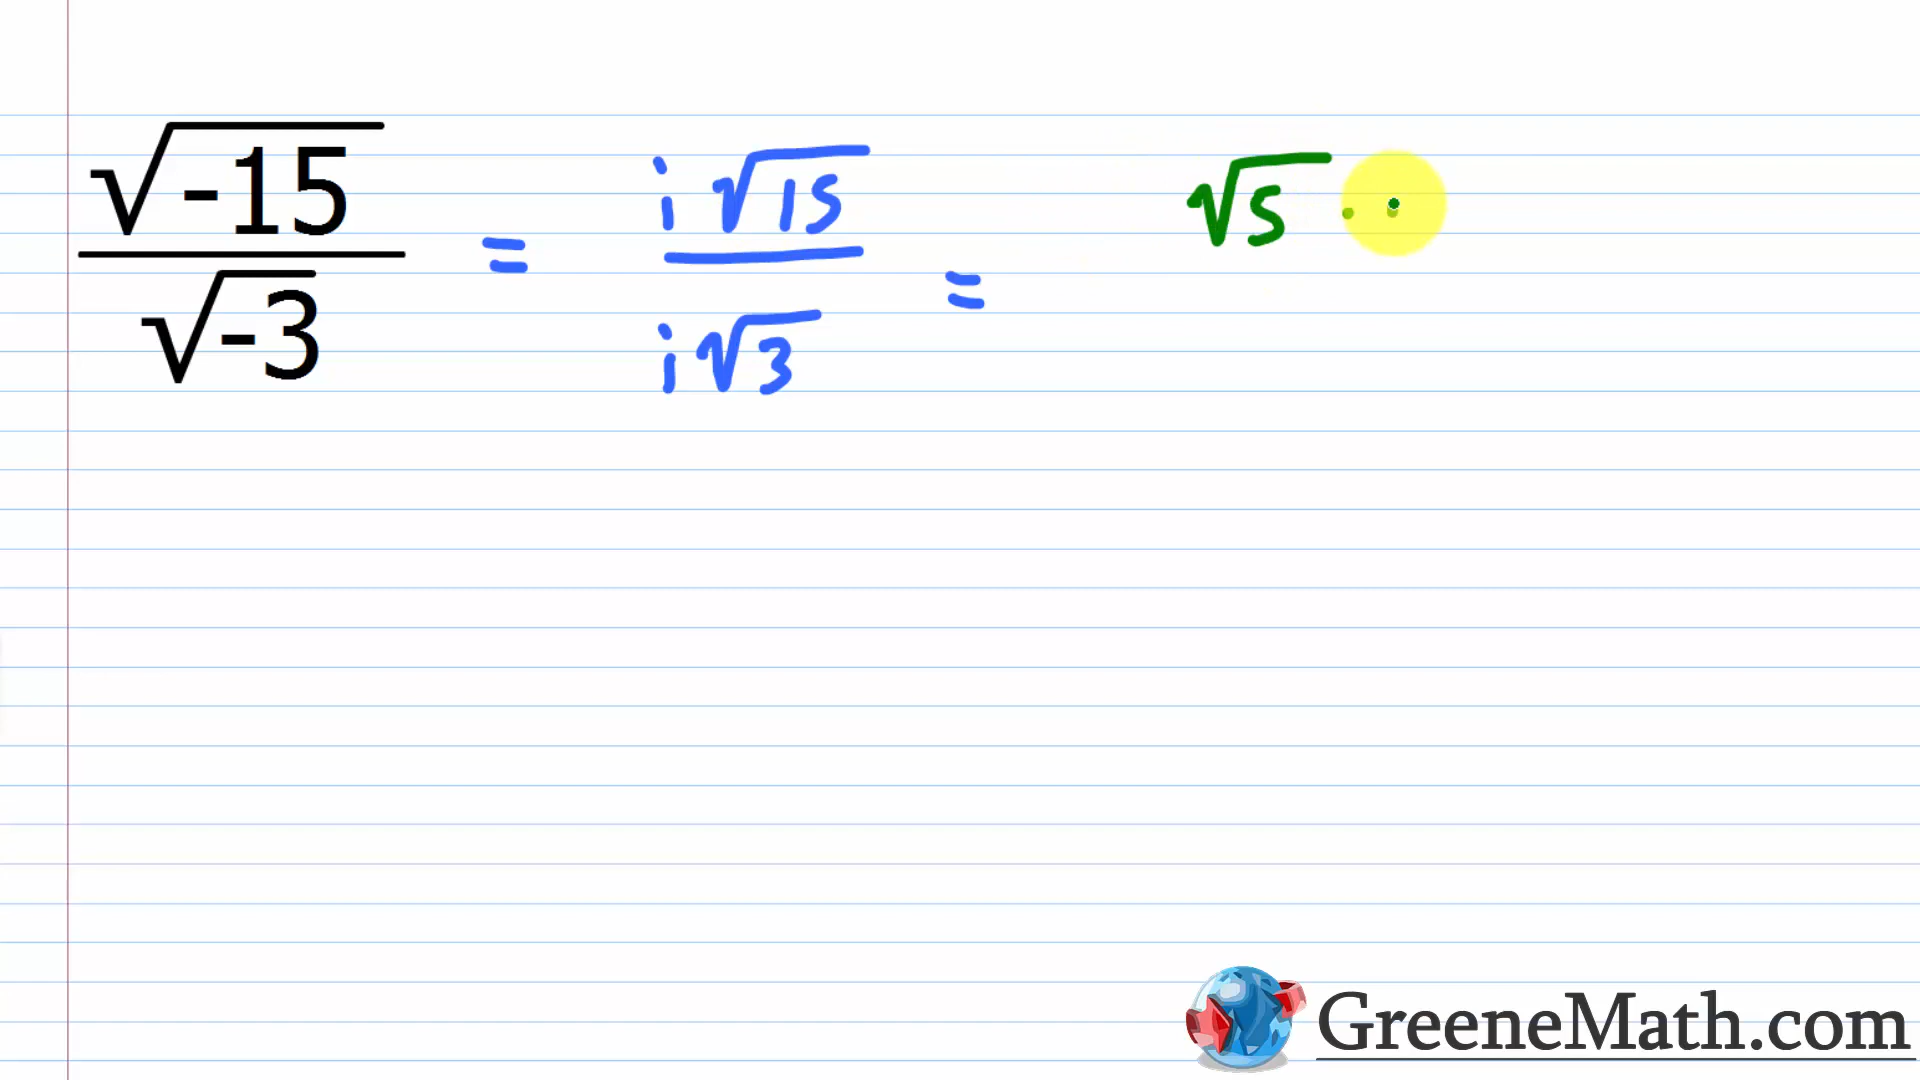 √-15 / √-3 = i√15 / i√3 = √5 ·
GreeneMath.com